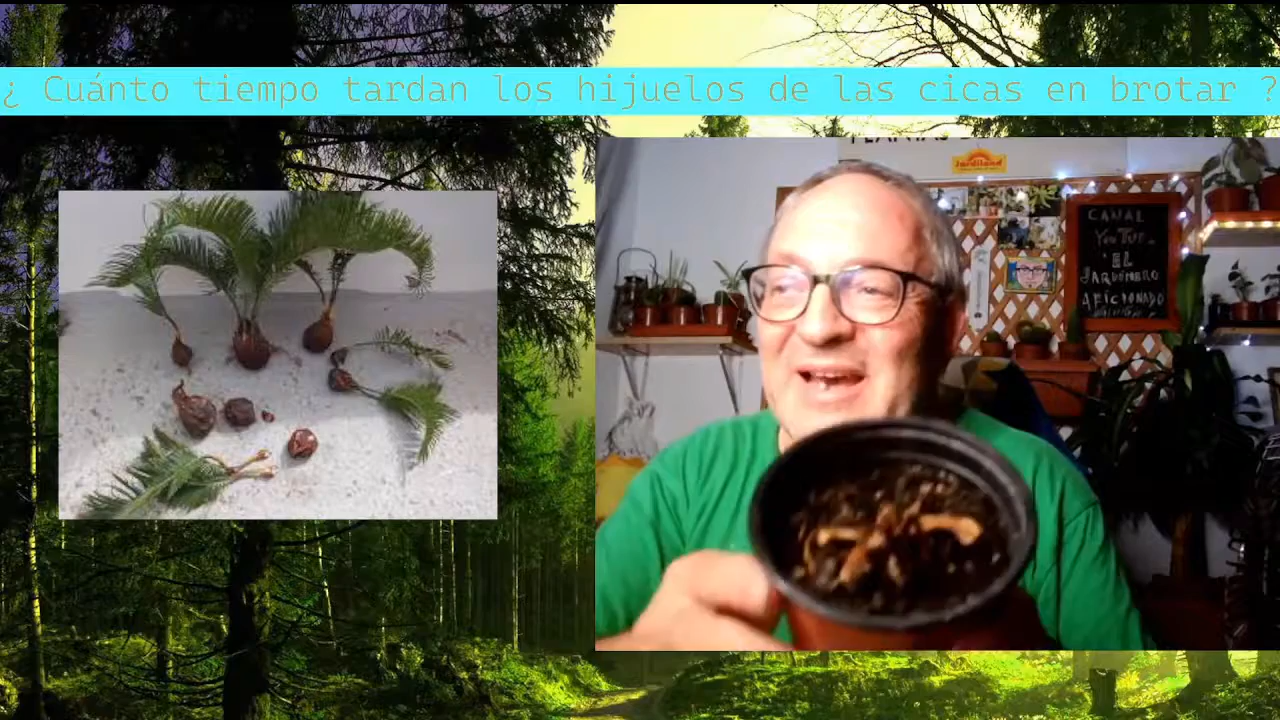 ¿ Cuánto tiempo tardan los hijuelos de las cicas en brotar ?
Jardiland
CANAL
YouTuBe
"EL
JARDINERO
AFICIONADO